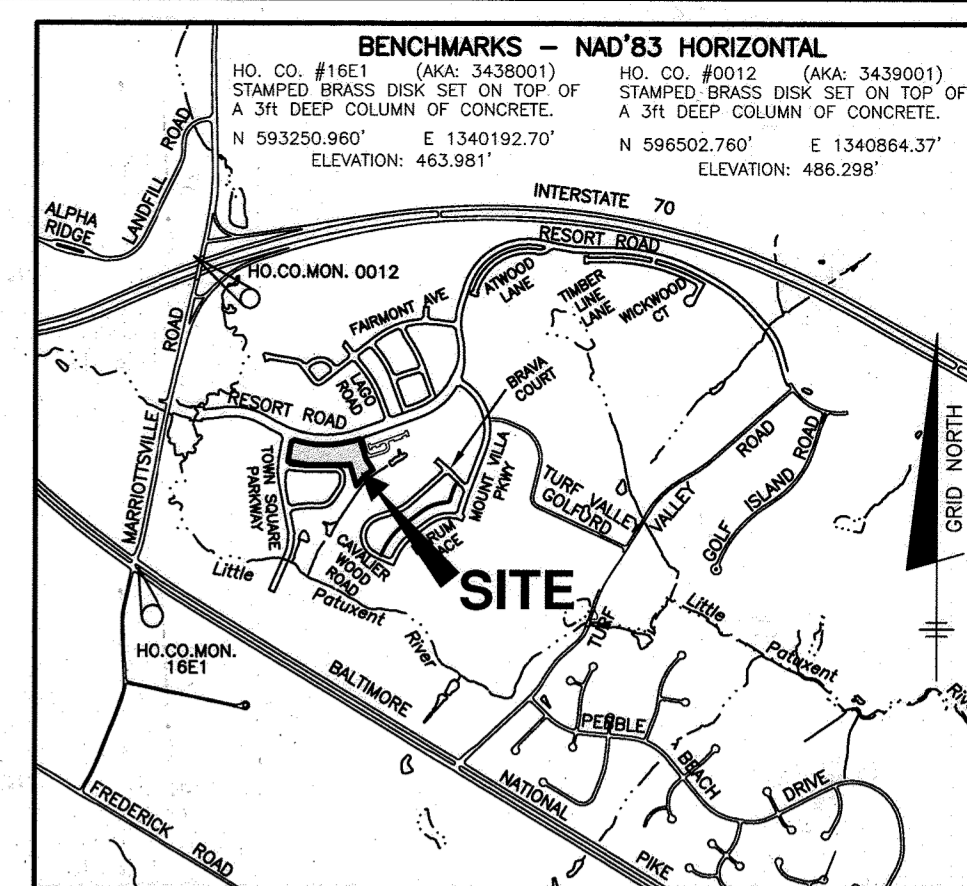 BENCHMARKS – NAD'83 HORIZONTAL
HO. CO. #16E1 (AKA: 3438001)
STAMPED BRASS DISK SET ON TOP OF
A 3ft DEEP COLUMN OF CONCRETE.
N 593250.960' E 1340192.70'
ELEVATION: 463.981'
HO. CO. #0012 (AKA: 3439001)
STAMPED BRASS DISK SET ON TOP OF
A 3ft DEEP COLUMN OF CONCRETE.
N 596502.760' E 1340864.37'
ELEVATION: 486.298'
INTERSTATE 70
RESORT ROAD
ALPHA
RIDGE
LANDFILL ROAD
HO.CO.MON. 0012
ATWOOD
LANE
TIMBER
LINE
LANE
WICKWOOD
CT
FAIRMONT AVE
LAGO
ROAD
BRAVA
COURT
ROAD
RESORT ROAD
MARRIOTTSVILLE
TOWN SQUARE
PARKWAY
MOUNT VILLA
PKWY
TURF VALLEY
GOLFORD
TURF
VALLEY
ROAD
GOLF ISLAND ROAD
GRID NORTH
CAVALIER
WOOD
ROAD
SITE
Little
Patuxent
River
Little
Patuxent
HO.CO.MON.
16E1
BALTIMORE
NATIONAL
PIKE
PEBBLE
BEACH
DRIVE
FREDERICK
ROAD